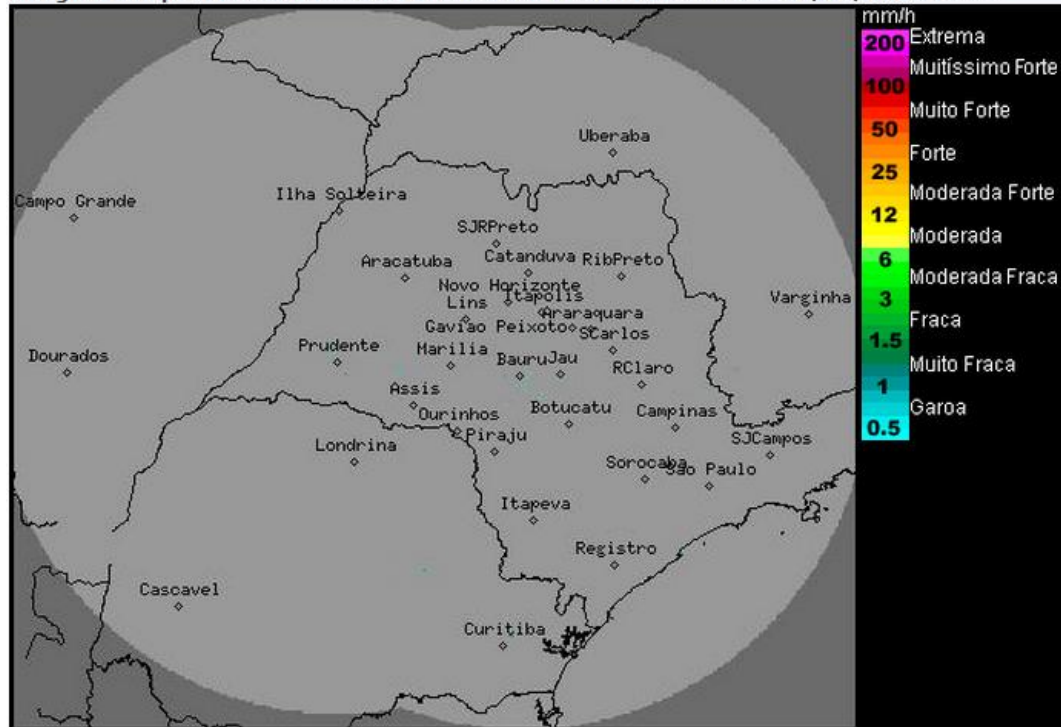 mm/h
200 Extrema
Muitíssimo Forte
100
Muito Forte
50
Forte
25
Moderada Forte
12
Moderada
6
Moderada Fraca
3
Fraca
1.5
Muito Fraca
1
Garoa
0.5
Uberaba
Campo Grande
Ilha Solteira
SJRPreto
Catanduva
RibPreto
Aracatuba
Novo Horizonte
Itapolis
Lins
Araraquara
Varginha
Gaviao Peixoto
SCarlos
Dourados
Prudente
Marilia
Bauru
Jau
RClaro
Assis
Ourinhos
Botucatu
Campinas
Piraju
Londrina
SJCampos
Sorocaba
Sao Paulo
Itapeva
Registro
Cascavel
Curitiba